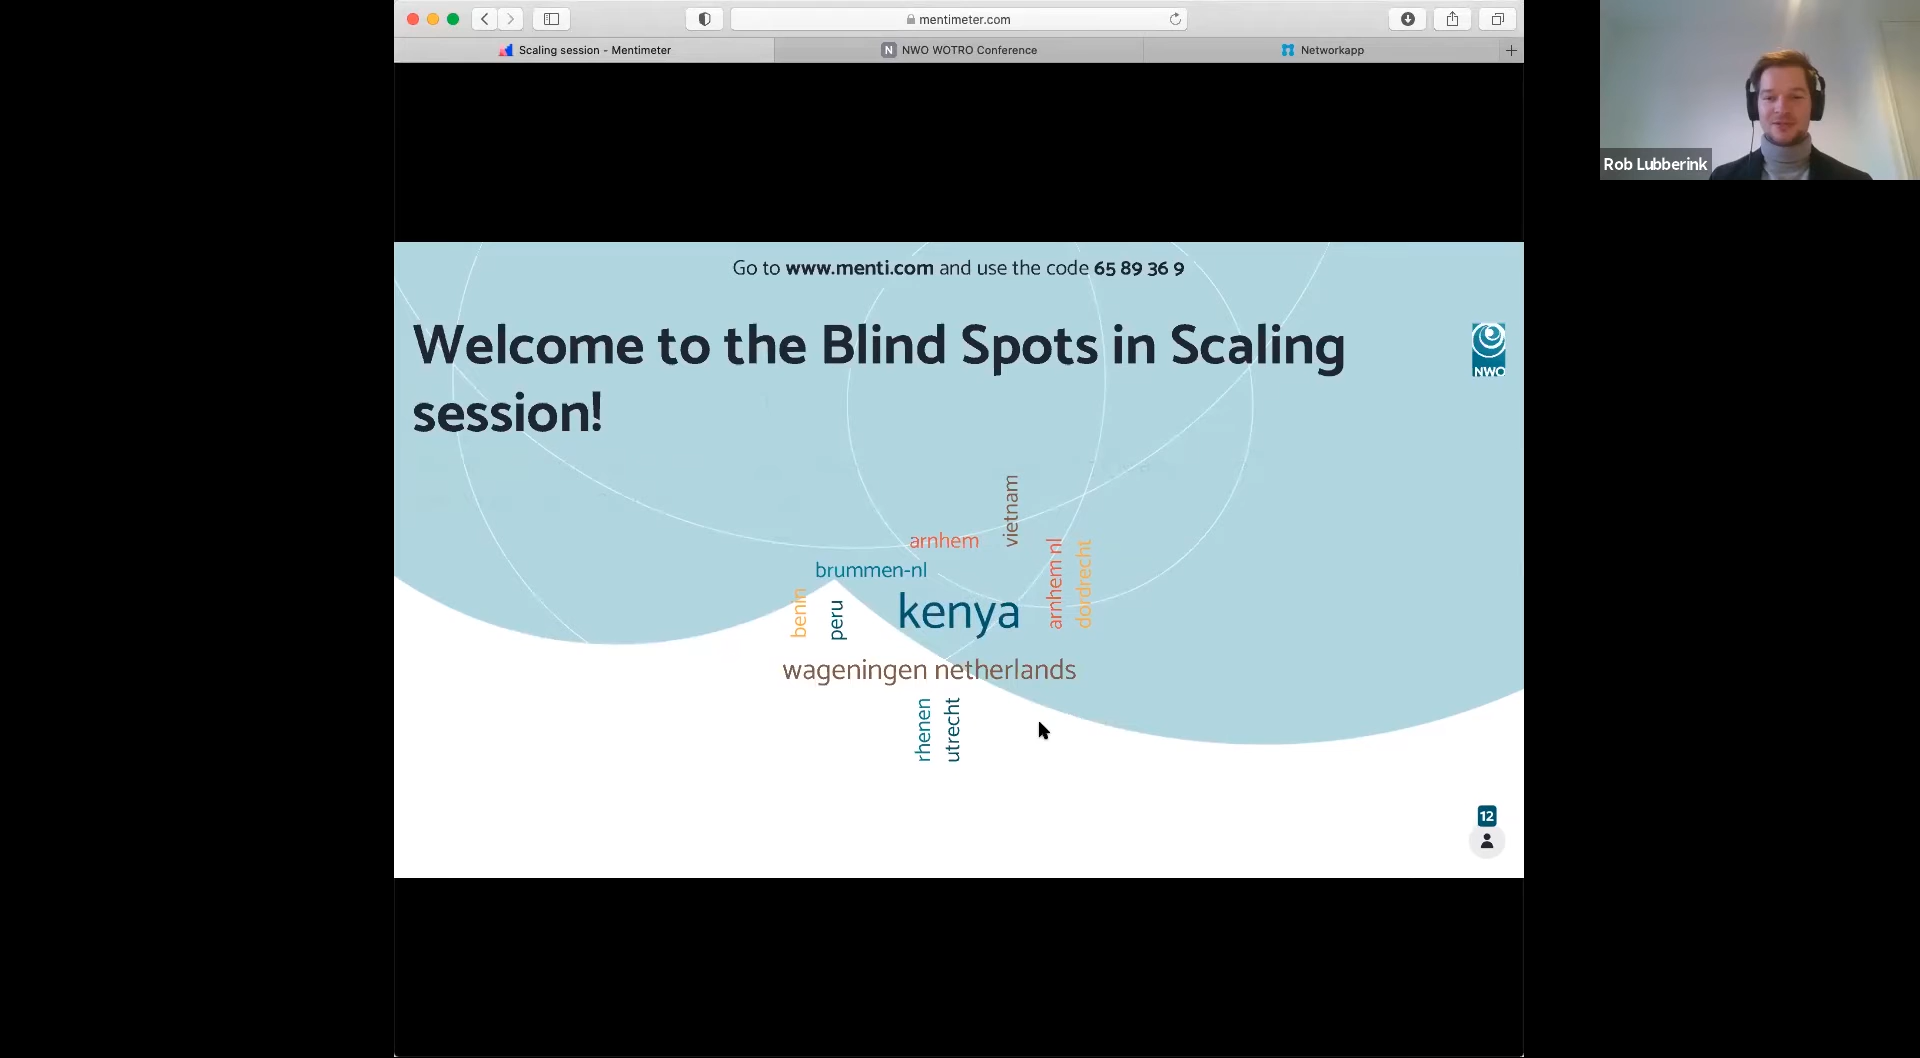 mentimeter.com
Scaling session - Mentimeter
N NWO WOTRO Conference
Networkapp
Rob Lubberink
Go to www.menti.com and use the code 65 89 36 9
Welcome to the Blind Spots in Scaling
session!
NWO
vietnam
arnhem
arnhem nl
dordrecht
brummen-nl
benin
peru
kenya
wageningen netherlands
rhenen
utrecht
12